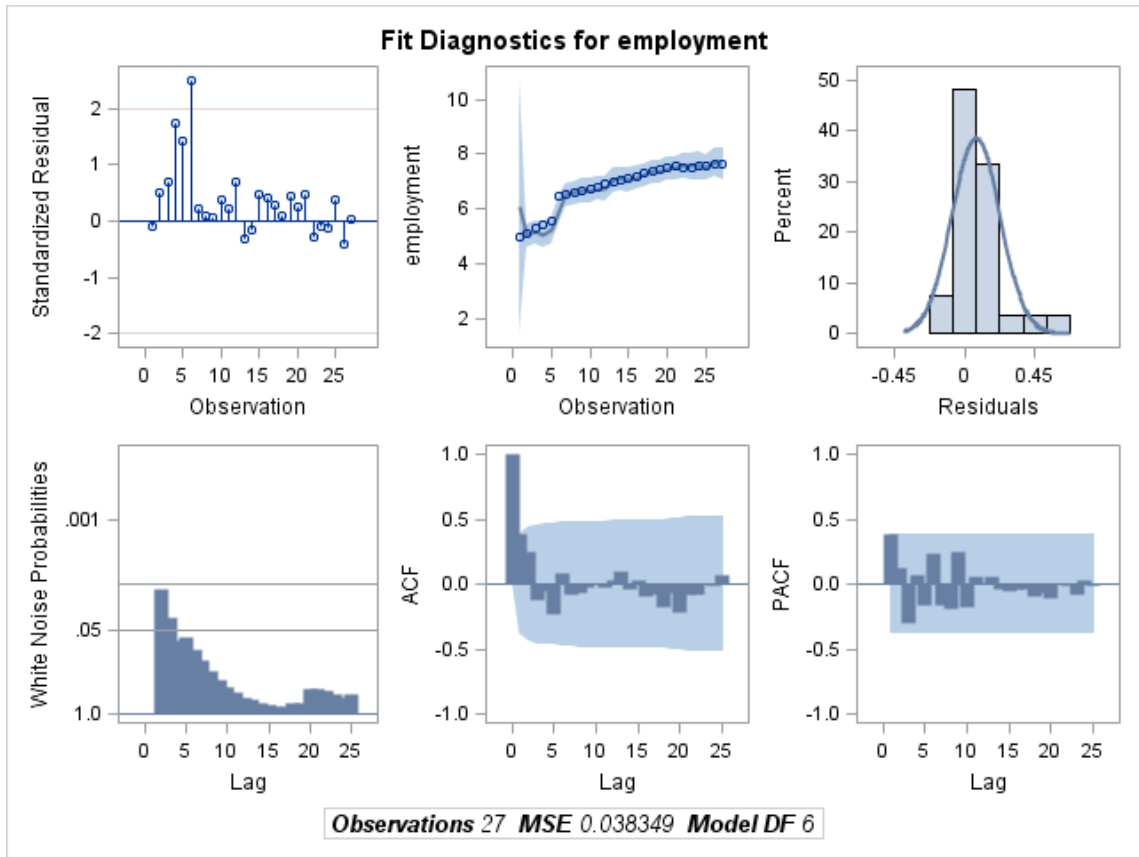 Fit Diagnostics for employment
Standardized Residual
2
1
0
-1
-2
0 5 10 15 20 25
Observation
employment
10
8
6
4
2
0 5 10 15 20 25
Observation
Percent
50
40
30
20
10
0
-0.45 0 0.45
Residuals
White Noise Probabilities
.001
.05
1.0
0 5 10 15 20 25
Lag
ACF
1.0
0.5
0.0
-0.5
-1.0
0 5 10 15 20 25
Lag
PACF
1.0
0.5
0.0
-0.5
-1.0
0 5 10 15 20 25
Lag
Observations 27 MSE 0.038349 Model DF 6